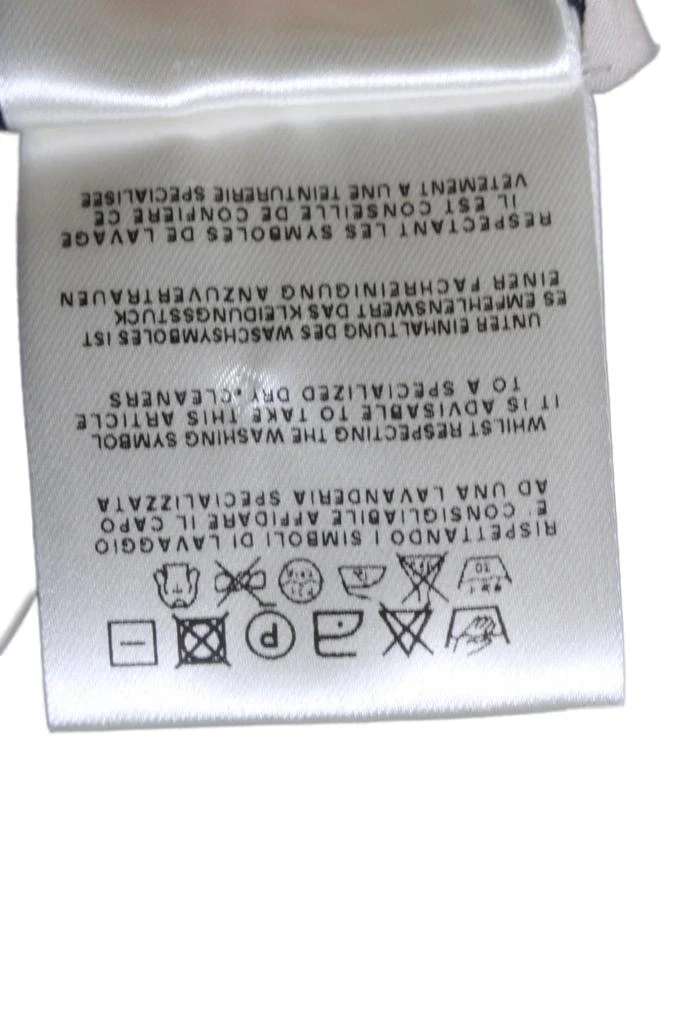 P
RISPETTANDO I SIMBOLI DI LAVAGGIO
E' CONSIGLIABILE AFFIDARE IL CAPO
AD UNA LAVANDERIA SPECIALIZZATA
WHILST RESPECTING THE WASHING SYMBOL
IT IS ADVISABLE TO TAKE THIS ARTICLE
TO A SPECIALIZED DRY-CLEANERS
UNTER EINHALTUNG DES WASCHSYMBOLES IST
ES EMPFEHLENSWERT DAS KLEIDUNGSSTUCK
EINER FACHREINIGUNG ANZUVERTRAUEN
RESPECTANT LES SYMBOLES DE LAVAGE
IL EST CONSEILLE DE CONFIERE CE
VETEMENT A UNE TEINTURERIE SPECIALISEE